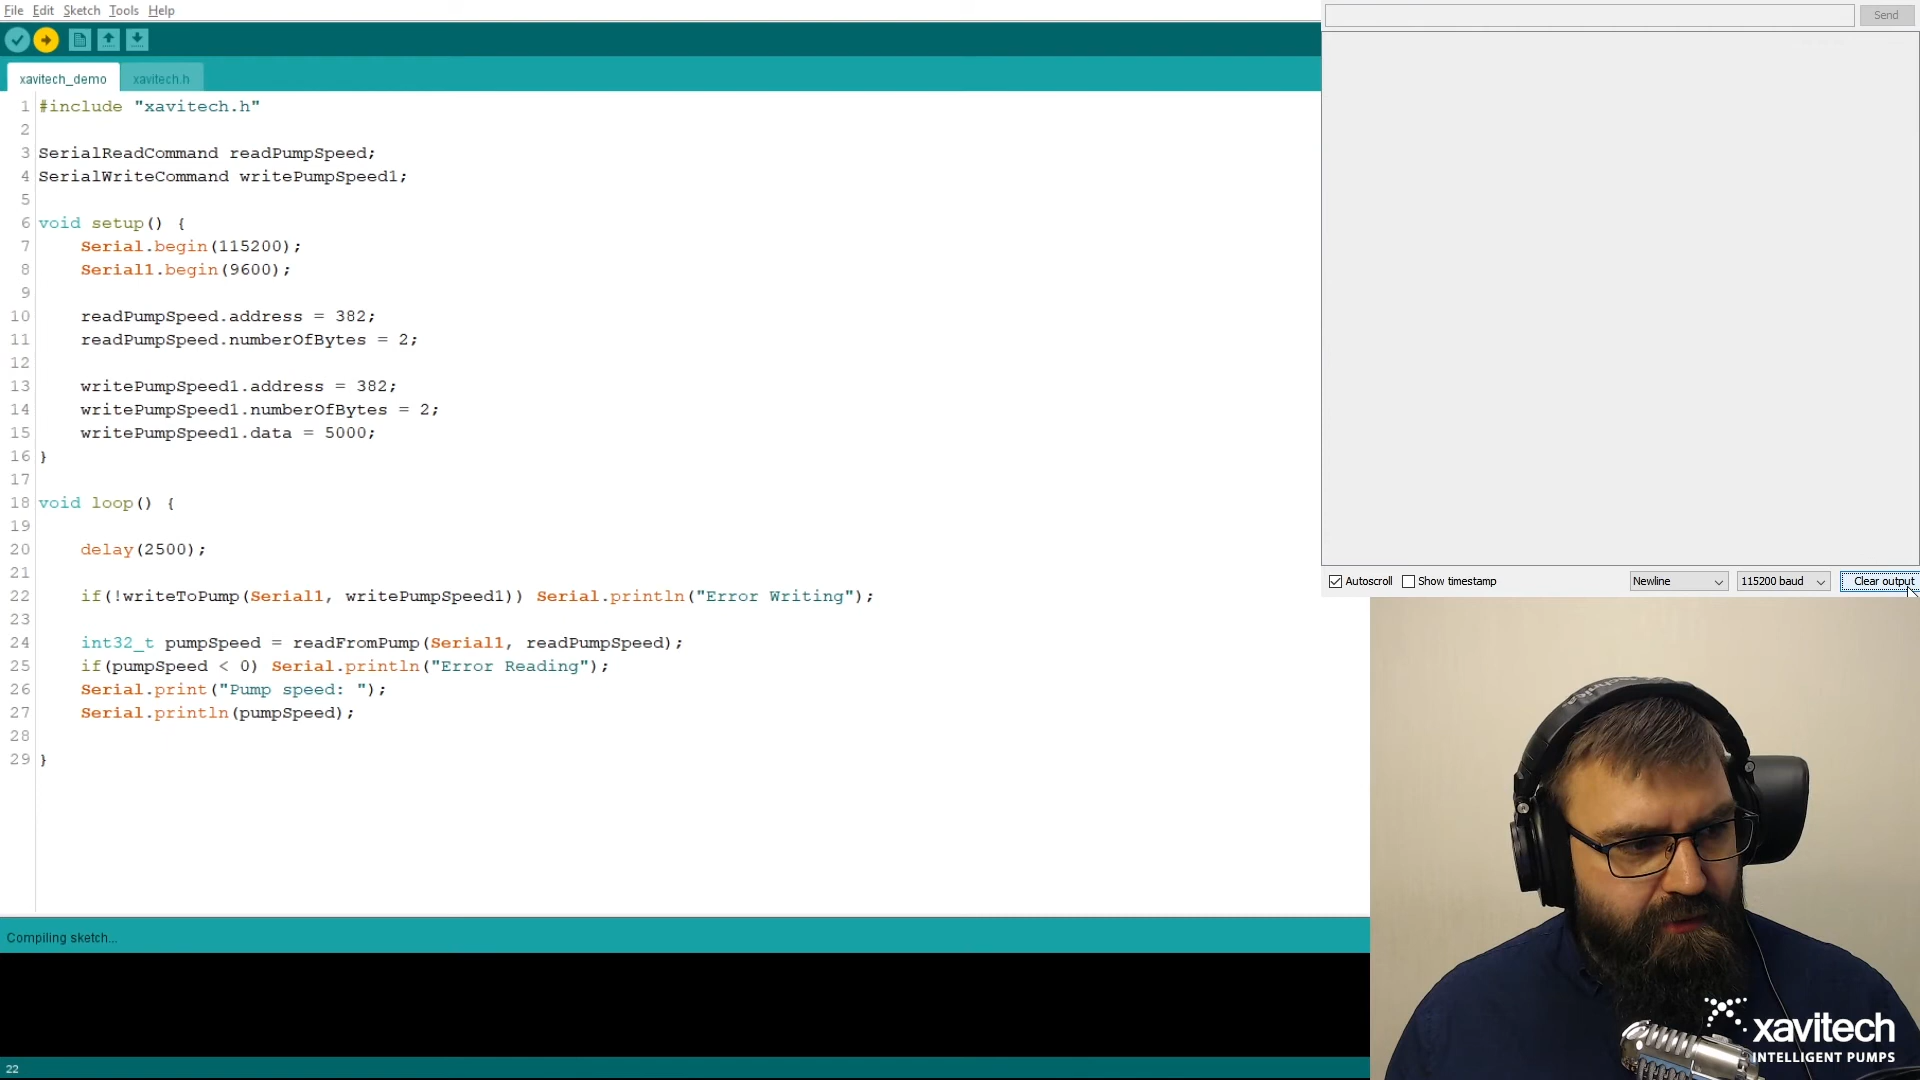 File Edit Sketch Tools Help
Send
xavitech_demo xavitech.h
1 #include "xavitech.h"
2
3 SerialReadCommand readPumpSpeed;
4 SerialWriteCommand writePumpSpeed1;
5
6 void setup() {
7 Serial.begin(115200);
8 Serial1.begin(9600);
9
10 readPumpSpeed.address = 382;
11 readPumpSpeed.numberOfBytes = 2;
12
13 writePumpSpeed1.address = 382;
14 writePumpSpeed1.numberOfBytes = 2;
15 writePumpSpeed1.data = 5000;
16 }
17
18 void loop() {
19
20 delay(2500);
21
22 if(!writeToPump(Serial1, writePumpSpeed1)) Serial.println("Error Writing");
23
24 int32_t pumpSpeed = readFromPump(Serial1, readPumpSpeed);
25 if(pumpSpeed < 0) Serial.println("Error Reading");
26 Serial.print("Pump speed: ");
27 Serial.println(pumpSpeed);
28
29 }
Autoscroll Show timestamp Newline 115200 baud Clear output
Compiling sketch...
xavitech
INTELLIGENT PUMPS
22